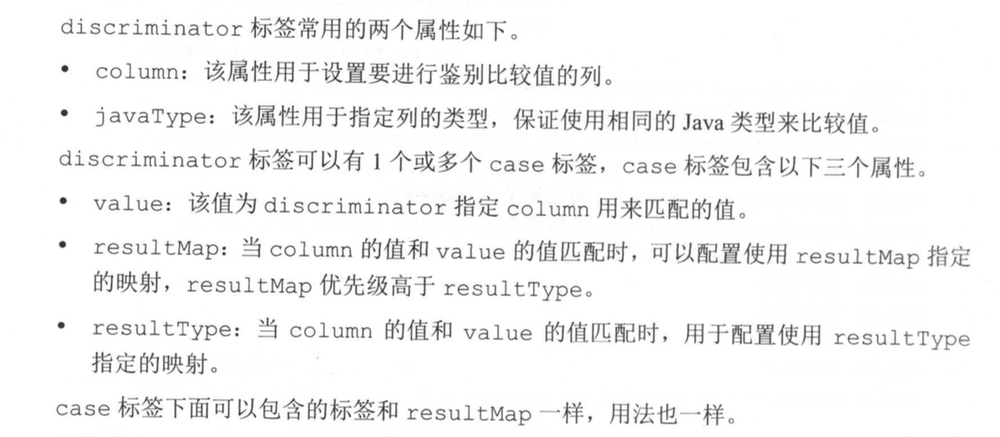 discriminator 标签常用的两个属性如下。
• column：该属性用于设置要进行鉴别比较值的列。
• javaType：该属性用于指定列的类型，保证使用相同的 Java 类型来比较值。
discriminator 标签可以有 1 个或多个 case 标签，case 标签包含以下三个属性。
• value：该值为 discriminator 指定 column 用来匹配的值。
• resultMap：当 column 的值和 value 的值匹配时，可以配置使用 resultMap 指定
的映射，resultMap 优先级高于 resultType。
• resultType：当 column 的值和 value 的值匹配时，用于配置使用 resultType
指定的映射。
case 标签下面可以包含的标签和 resultMap 一样，用法也一样。